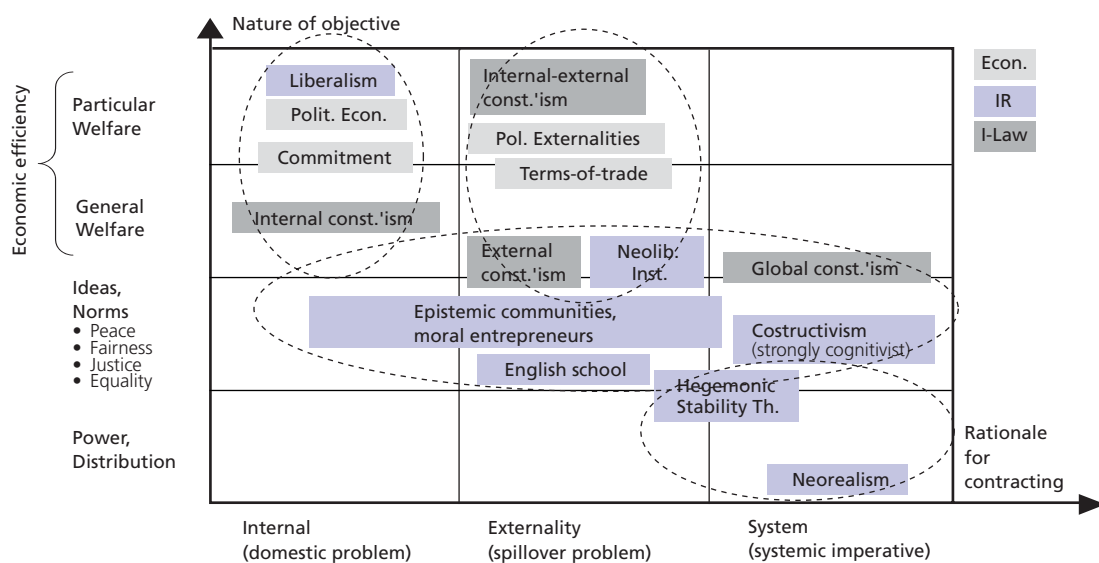 Nature of objective
Economic efficiency
Particular
Welfare
General
Welfare
Ideas,
Norms
• Peace
• Fairness
• Justice
• Equality
Power,
Distribution
Liberalism
Polit. Econ.
Commitment
Internal const.'ism
Internal-external
const.'ism
Pol. Externalities
Terms-of-trade
External
const.'ism
Neolib.
Inst.
Global const.'ism
Epistemic communities,
moral entrepreneurs
Costructivism
(strongly cognitivist)
English school
Hegemonic
Stability Th.
Neorealism
Econ.
IR
I-Law
Rationale
for
contracting
Internal
(domestic problem)
Externality
(spillover problem)
System
(systemic imperative)